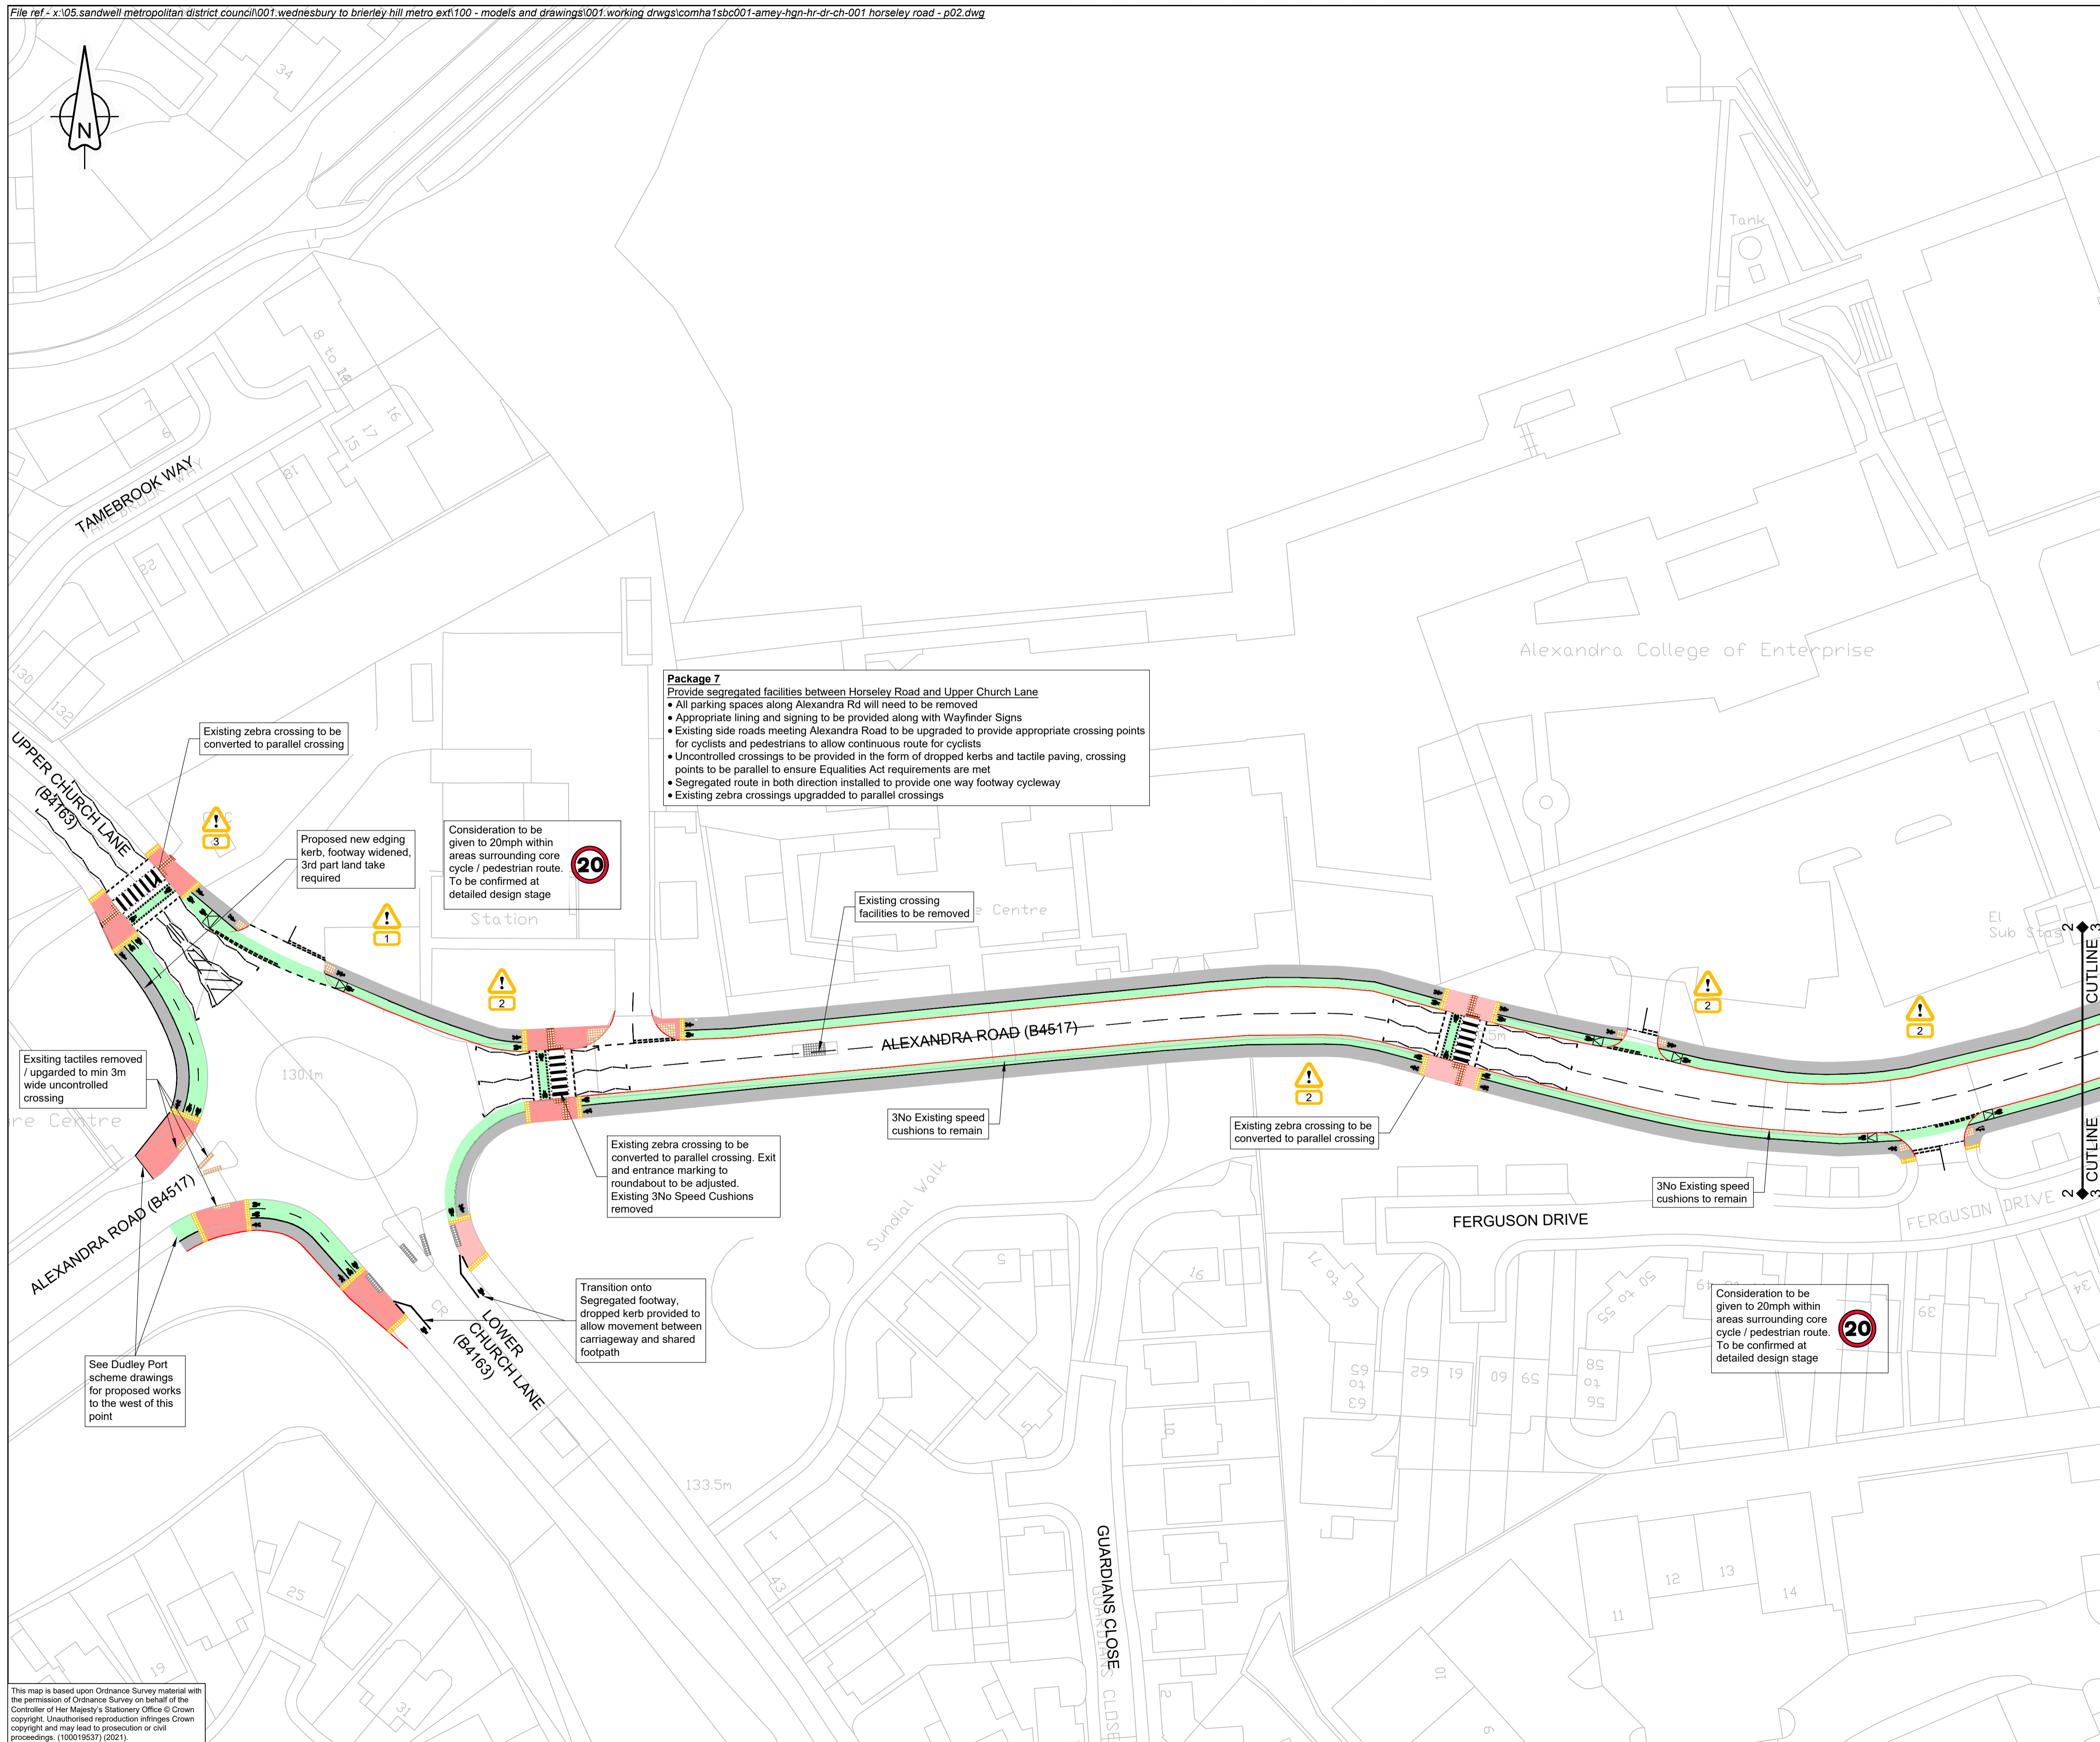 File ref - x:\05.sandwell metropolitan district council\001.wednesbury to brierley hill metro ext\100 - models and drawings\001.working drwgs\comha1sbc001-amey-hgn-hr-dr-ch-001 horseley road - p02.dwg
N
34
Tank
8 to 14
7
6
15
17
16
18
22
TAMEBROOK WAY
TAMEBROOK WAY
130
132
Alexandra College of Enterprise
Package 7
Provide segregated facilities between Horseley Road and Upper Church Lane
• All parking spaces along Alexandra Rd will need to be removed
• Appropriate lining and signing to be provided along with Wayfinder Signs
• Existing side roads meeting Alexandra Road to be upgraded to provide appropriate crossing points
for cyclists and pedestrians to allow continuous route for cyclists
• Uncontrolled crossings to be provided in the form of dropped kerbs and tactile paving, crossing
points to be parallel to ensure Equalities Act requirements are met
• Segregated route in both direction installed to provide one way footway cycleway
• Existing zebra crossings upgradded to parallel crossings
Existing zebra crossing to be
converted to parallel crossing
UPPER CHURCH LANE
(B4163)
3
Proposed new edging
kerb, footway widened,
3rd part land take
required
Consideration to be
given to 20mph within
areas surrounding core
cycle / pedestrian route.
To be confirmed at
detailed design stage
20
Station
1
2
Existing crossing
facilities to be removed
e Centre
El
Sub Stas
2 3
CUTLINE
2
2
ALEXANDRA ROAD (B4517)
.5m
2
Exsiting tactiles removed
/ upgarded to min 3m
wide uncontrolled
crossing
130.1m
re Centre
3No Existing speed
cushions to remain
Existing zebra crossing to be
converted to parallel crossing
Existing zebra crossing to be
converted to parallel crossing. Exit
and entrance marking to
roundabout to be adjusted.
Existing 3No Speed Cushions
removed
3No Existing speed
cushions to remain
CUTLINE
2 3
ALEXANDRA ROAD (B4517)
Sundial Walk
FERGUSON DRIVE
FERGUSON DRIVE
5
16
66 to 71
50 to 55
49
34
39
Transition onto
Segregated footway,
dropped kerb provided to
allow movement between
carriageway and shared
footpath
CR
LOWER
CHURCH LANE
(B4163)
See Dudley Port
scheme drawings
for proposed works
to the west of this
point
Consideration to be
given to 20mph within
areas surrounding core
cycle / pedestrian route.
To be confirmed at
detailed design stage
20
63
to
65
62
61
60
59
56
to
58
5
10
133.5m
GUARDIANS CLOSE
GUARDIANS CLOSE
1
43
25
19
31
2
12
13
14
11
10
9
This map is based upon Ordnance Survey material with
the permission of Ordnance Survey on behalf of the
Controller of Her Majesty's Stationery Office © Crown
copyright. Unauthorised reproduction infringes Crown
copyright and may lead to prosecution or civil
proceedings. (100019537) (2021).